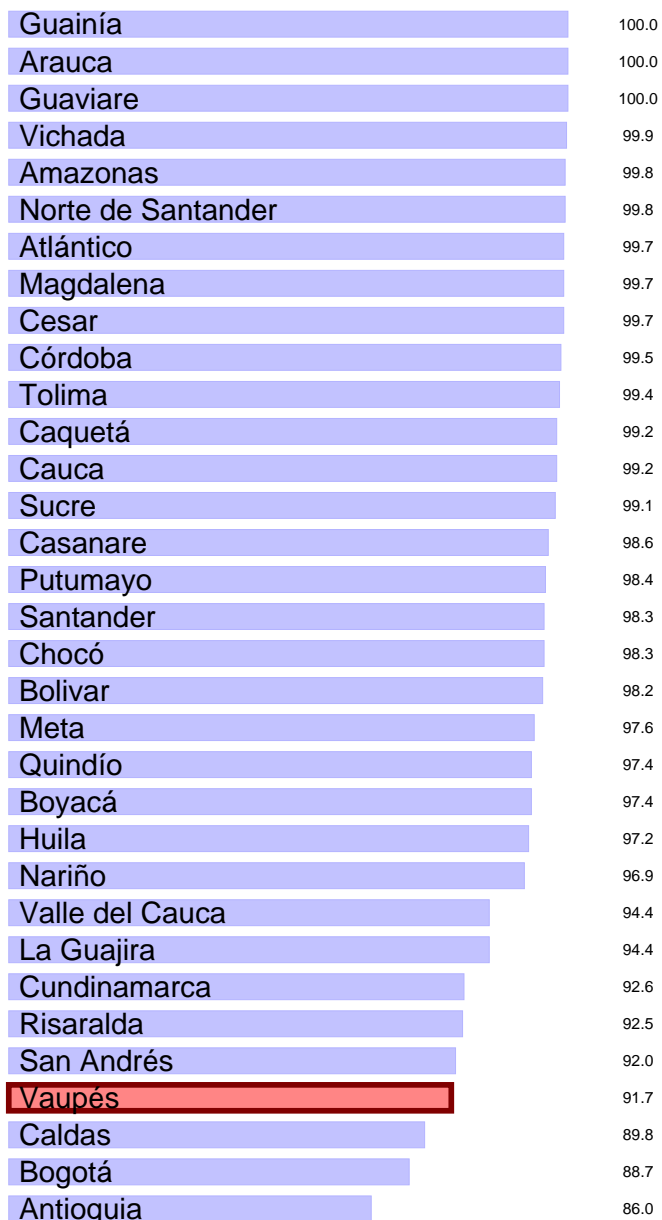 Guainía 100.0
Arauca 100.0
Guaviare 100.0
Vichada 99.9
Amazonas 99.8
Norte de Santander 99.8
Atlántico 99.7
Magdalena 99.7
Cesar 99.7
Córdoba 99.5
Tolima 99.4
Caquetá 99.2
Cauca 99.2
Sucre 99.1
Casanare 98.6
Putumayo 98.4
Santander 98.3
Chocó 98.3
Bolivar 98.2
Meta 97.6
Quindío 97.4
Boyacá 97.4
Huila 97.2
Nariño 96.9
Valle del Cauca 94.4
La Guajira 94.4
Cundinamarca 92.6
Risaralda 92.5
San Andrés 92.0
Vaupés 91.7
Caldas 89.8
Bogotá 88.7
Antioquia 86.0